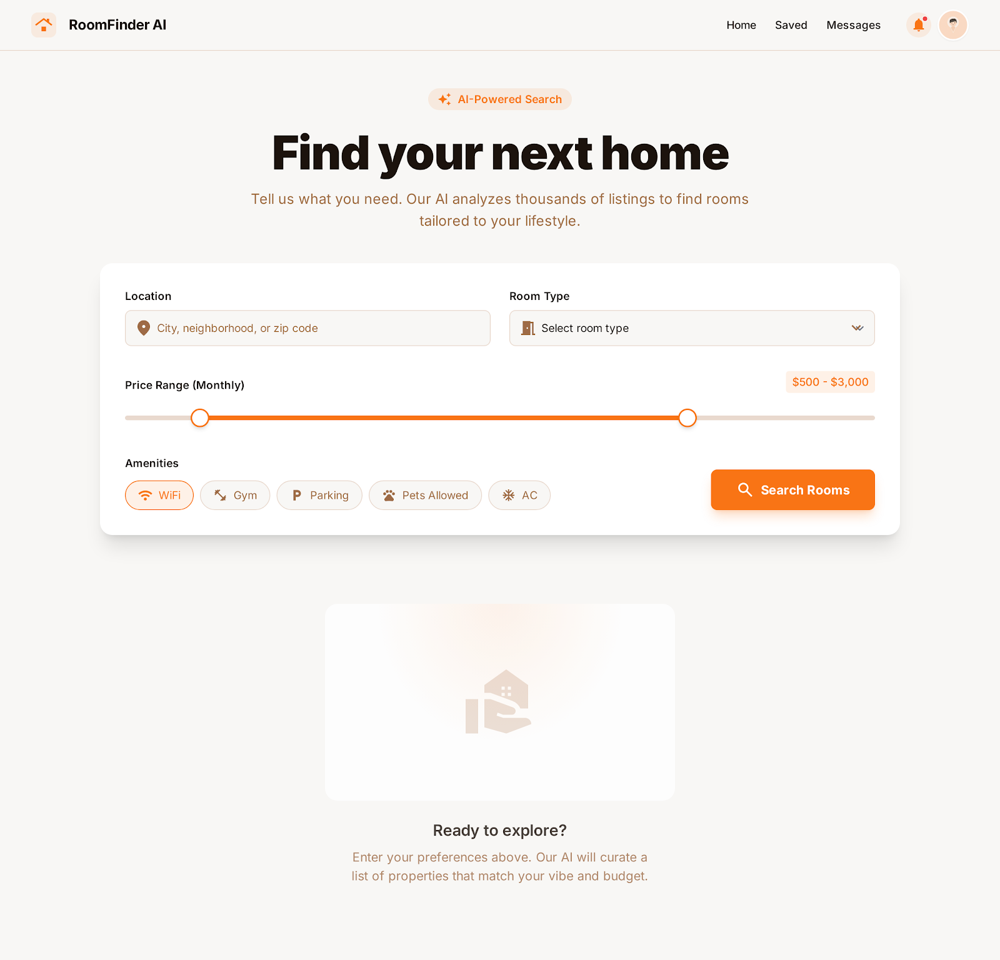 RoomFinder AI
Home
Saved
Messages
AI-Powered Search
Find your next home
Tell us what you need. Our AI analyzes thousands of listings to find rooms
tailored to your lifestyle.
Location
Room Type
City, neighborhood, or zip code
Select room type
Price Range (Monthly)
$500 - $3,000
Amenities
WiFi
Gym
Parking
Pets Allowed
AC
Search Rooms
Ready to explore?
Enter your preferences above. Our AI will curate a
list of properties that match your vibe and budget.